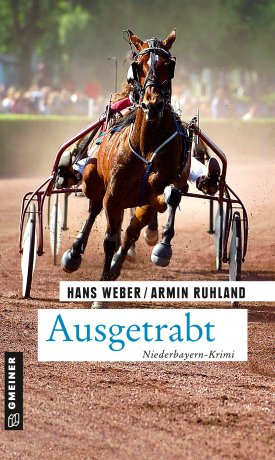 HANS WEBER / ARMIN RUHLAND
Ausgetrabt
Niederbayern-Krimi
GMEINER